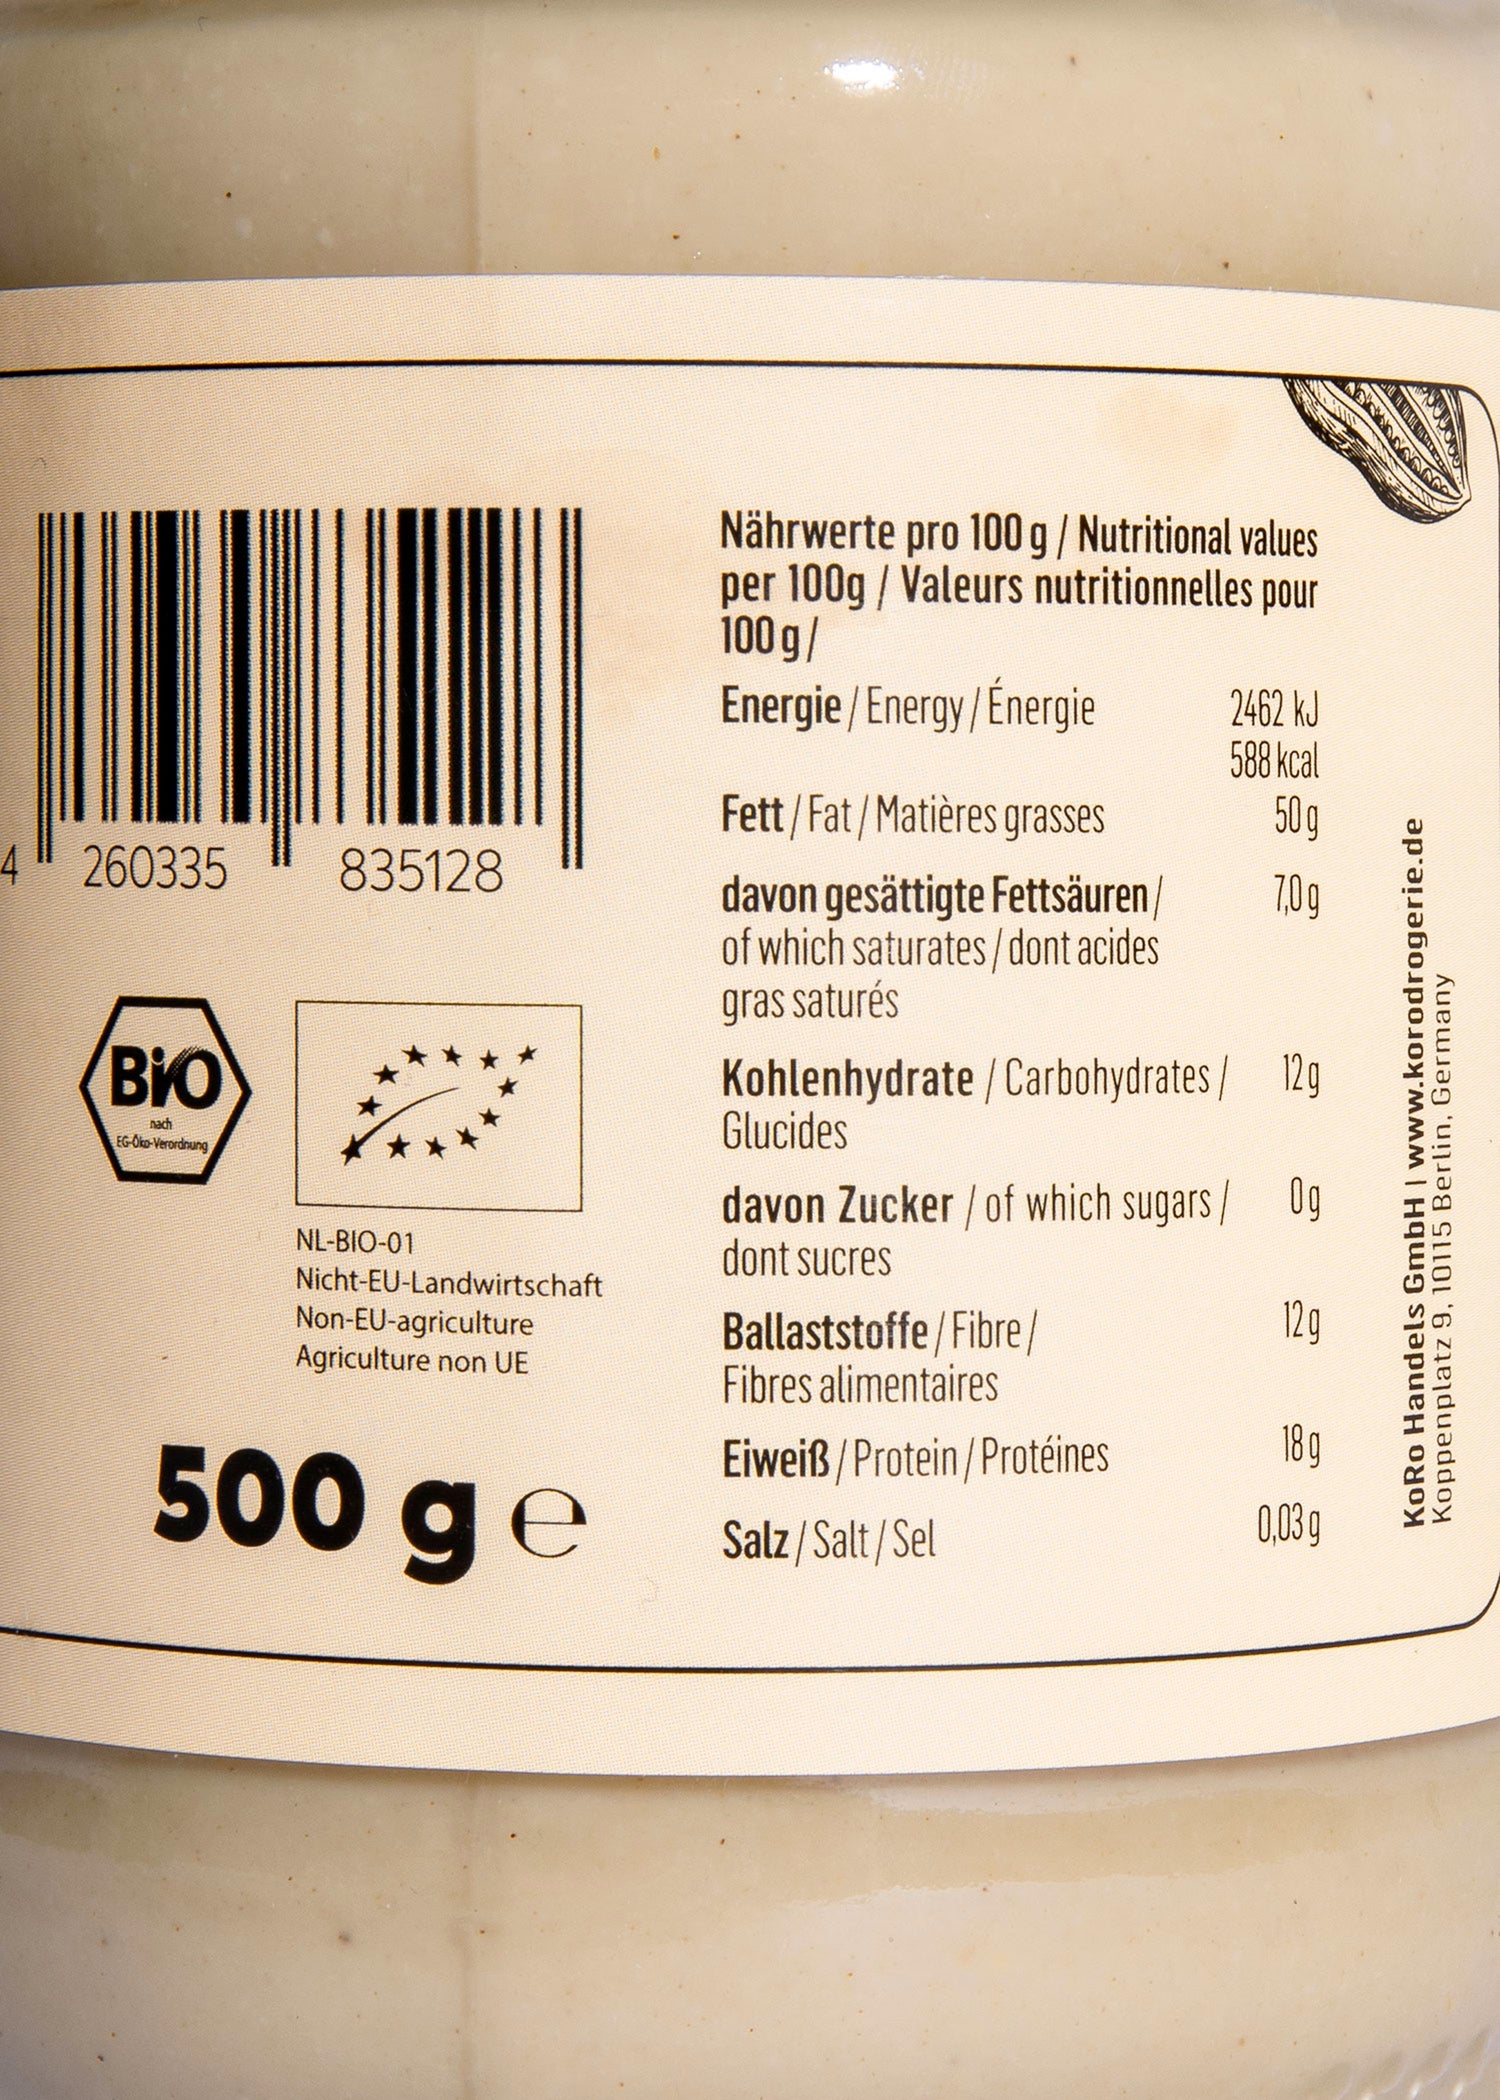 4 260335 835128
BiO
nach
EG-Öko-Verordnung
NL-BIO-01
Nicht-EU-Landwirtschaft
Non-EU-agriculture
Agriculture non UE
500 g ℮
Nährwerte pro 100 g / Nutritional values
per 100g / Valeurs nutritionnelles pour
100 g /
Energie / Energy / Énergie 2462 kJ
588 kcal
Fett / Fat / Matières grasses 50 g
davon gesättigte Fettsäuren / 7,0 g
of which saturates / dont acides
gras saturés
Kohlenhydrate / Carbohydrates / 12 g
Glucides
davon Zucker / of which sugars / 0 g
dont sucres
Ballaststoffe / Fibre / 12 g
Fibres alimentaires
Eiweiß / Protein / Protéines 18 g
Salz / Salt / Sel 0,03 g
KoRo Handels GmbH | www.korodrogerie.de
Koppenplatz 9, 10115 Berlin, Germany